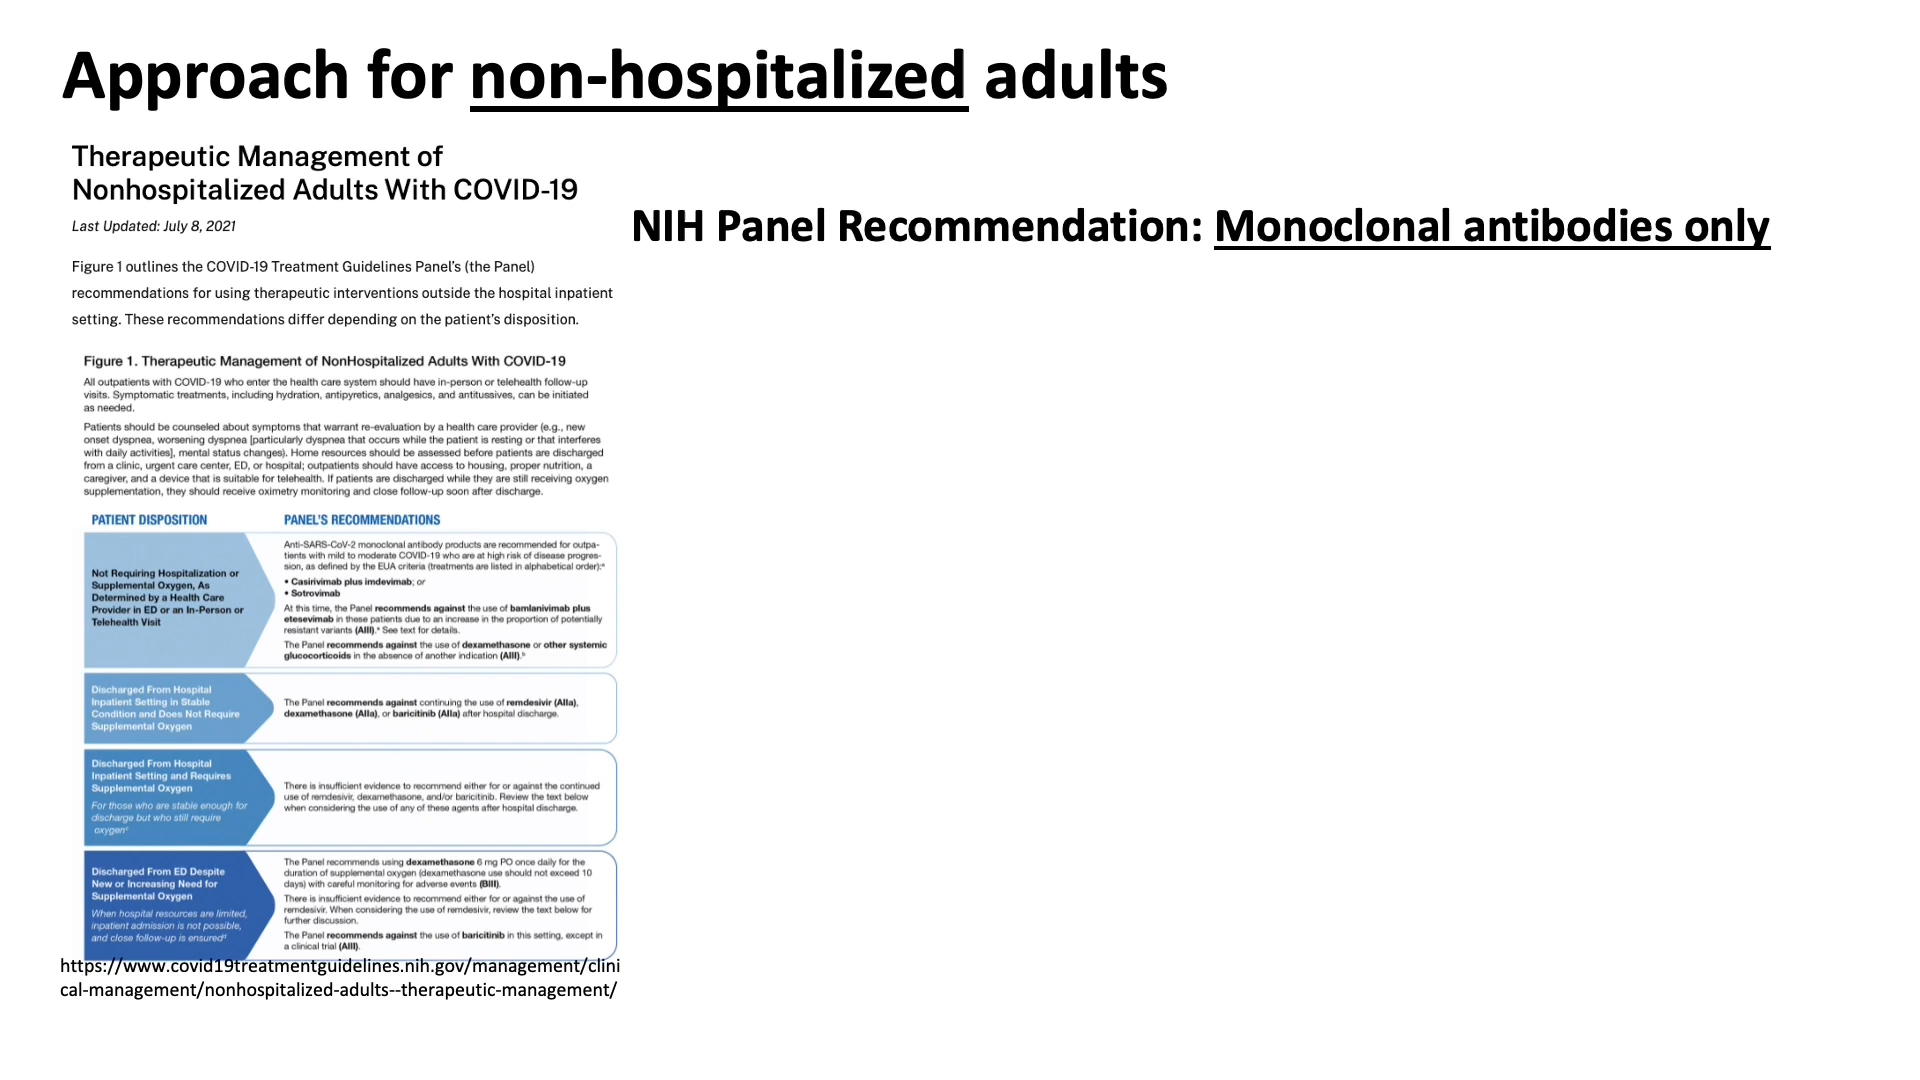 Approach for non-hospitalized adults
Therapeutic Management of
Nonhospitalized Adults With COVID-19
Last Updated: July 8, 2021
NIH Panel Recommendation: Monoclonal antibodies only
Figure 1 outlines the COVID-19 Treatment Guidelines Panel's (the Panel)
recommendations for using therapeutic interventions outside the hospital inpatient
setting. These recommendations differ depending on the patient's disposition.
Figure 1. Therapeutic Management of NonHospitalized Adults With COVID-19
All outpatients with COVID-19 who enter the health care system should have in-person or telehealth follow-up
visits. Symptomatic treatments, including hydration, antipyretics, analgesics, and antitussives, can be initiated
as needed.
Patients should be counseled about symptoms that warrant re-evaluation by a health care provider (e.g., new
onset dyspnea, worsening dyspnea [particularly dyspnea that occurs while the patient is resting or that interferes
with daily activities], mental status changes). Home resources should be assessed before patients are discharged
from a clinic, urgent care center, ED, or hospital; outpatients should have access to housing, proper nutrition, a
caregiver, and a device that is suitable for telehealth. If patients are discharged while they are still receiving oxygen
supplementation, they should receive oximetry monitoring and close follow-up soon after discharge.
PATIENT DISPOSITION
PANEL'S RECOMMENDATIONS
Not Requiring Hospitalization or
Supplemental Oxygen, As
Determined by a Health Care
Provider in ED or an In-Person or
Telehealth Visit
Anti-SARS-CoV-2 monoclonal antibody products are recommended for outpa-
tients with mild to moderate COVID-19 who are at high risk of disease progres-
sion, as defined by the EUA criteria (treatments are listed in alphabetical order):ᵃ
• Casirivimab plus imdevimab; or
• Sotrovimab
At this time, the Panel recommends against the use of bamlanivimab plus
etesevimab in these patients due to an increase in the proportion of potentially
resistant variants (AIII).ᵃ See text for details.
The Panel recommends against the use of dexamethasone or other systemic
glucocorticoids in the absence of another indication (AIII).ᵇ
Discharged From Hospital
Inpatient Setting in Stable
Condition and Does Not Require
Supplemental Oxygen
The Panel recommends against continuing the use of remdesivir (AIIa),
dexamethasone (AIIa), or baricitinib (AIIa) after hospital discharge.
Discharged From Hospital
Inpatient Setting and Requires
Supplemental Oxygen
For those who are stable enough for
discharge but who still require
oxygenᶜ
There is insufficient evidence to recommend either for or against the continued
use of remdesivir, dexamethasone, and/or baricitinib. Review the text below
when considering the use of any of these agents after hospital discharge.
Discharged From ED Despite
New or Increasing Need for
Supplemental Oxygen
When hospital resources are limited,
inpatient admission is not possible,
and close follow-up is ensuredᵈ
The Panel recommends using dexamethasone 6 mg PO once daily for the
duration of supplemental oxygen (dexamethasone use should not exceed 10
days) with careful monitoring for adverse events (BIII).
There is insufficient evidence to recommend either for or against the use of
remdesivir. When considering the use of remdesivir, review the text below for
further discussion.
The Panel recommends against the use of baricitinib in this setting, except in
a clinical trial (AIII).
https://www.covid19treatmentguidelines.nih.gov/management/clini
cal-management/nonhospitalized-adults--therapeutic-management/